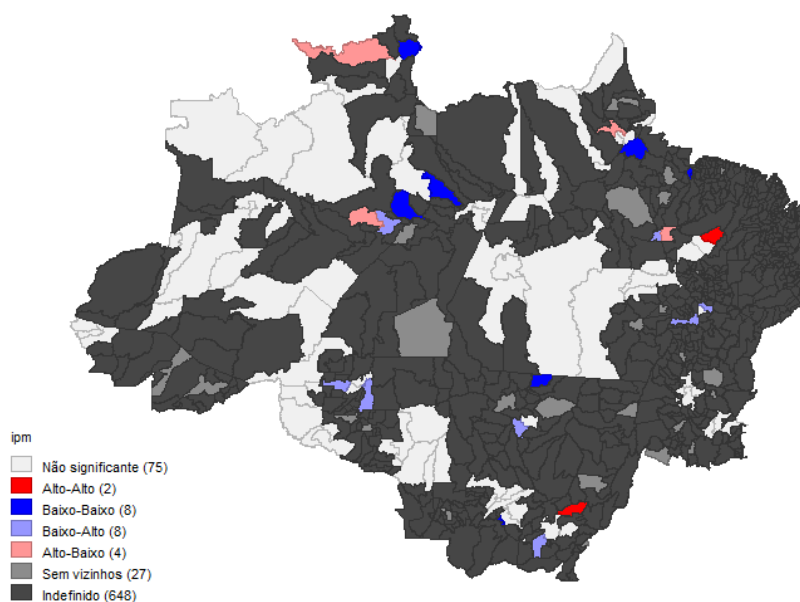 ipm
Não significante (75)
Alto-Alto (2)
Baixo-Baixo (8)
Baixo-Alto (8)
Alto-Baixo (4)
Sem vizinhos (27)
Indefinido (648)